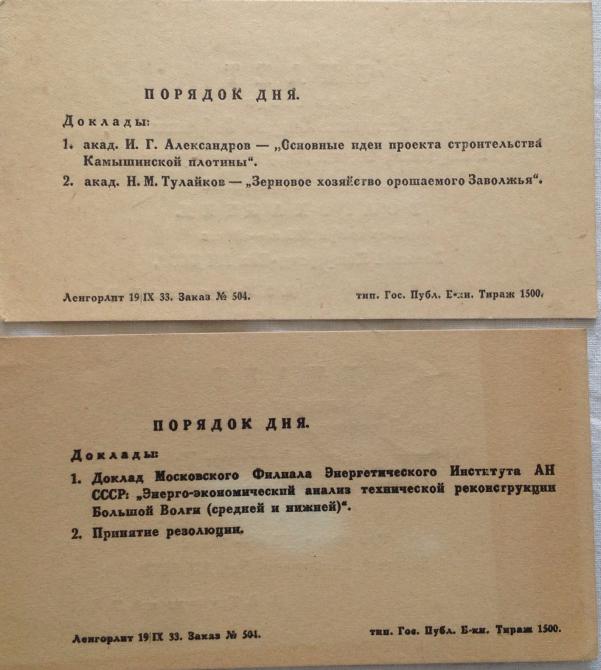 ПОРЯДОК ДНЯ.
Доклады:
1. акад. И. Г. Александров — „Основные идеи проекта строительства
Камышинской плотины“.
2. акад. Н. М. Тулайков — „Зерновое хозяйство орошаемого Заволжья“.
Ленгорлит 19|IX 33. Заказ № 504.
тип. Гос. Публ. Б-ки. Тираж 1500.
ПОРЯДОК ДНЯ.
Доклады:
1. Доклад Московского Филиала Энергетического Института АН
СССР: „Энерго-экономический анализ технической реконструкции
Большой Волги (средней и нижней)“.
2. Принятие резолюции.
Ленгорлит 19|IX 33. Заказ № 504.
тип. Гос. Публ. Б-ки. Тираж 1500.